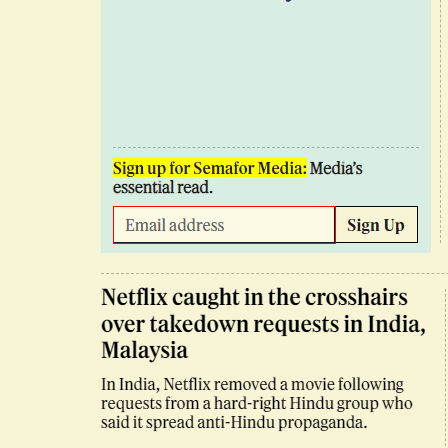 Sign up for Semafor Media: Media's
essential read.
Email address
Sign Up
Netflix caught in the crosshairs
over takedown requests in India,
Malaysia
In India, Netflix removed a movie following
requests from a hard-right Hindu group who
said it spread anti-Hindu propaganda.